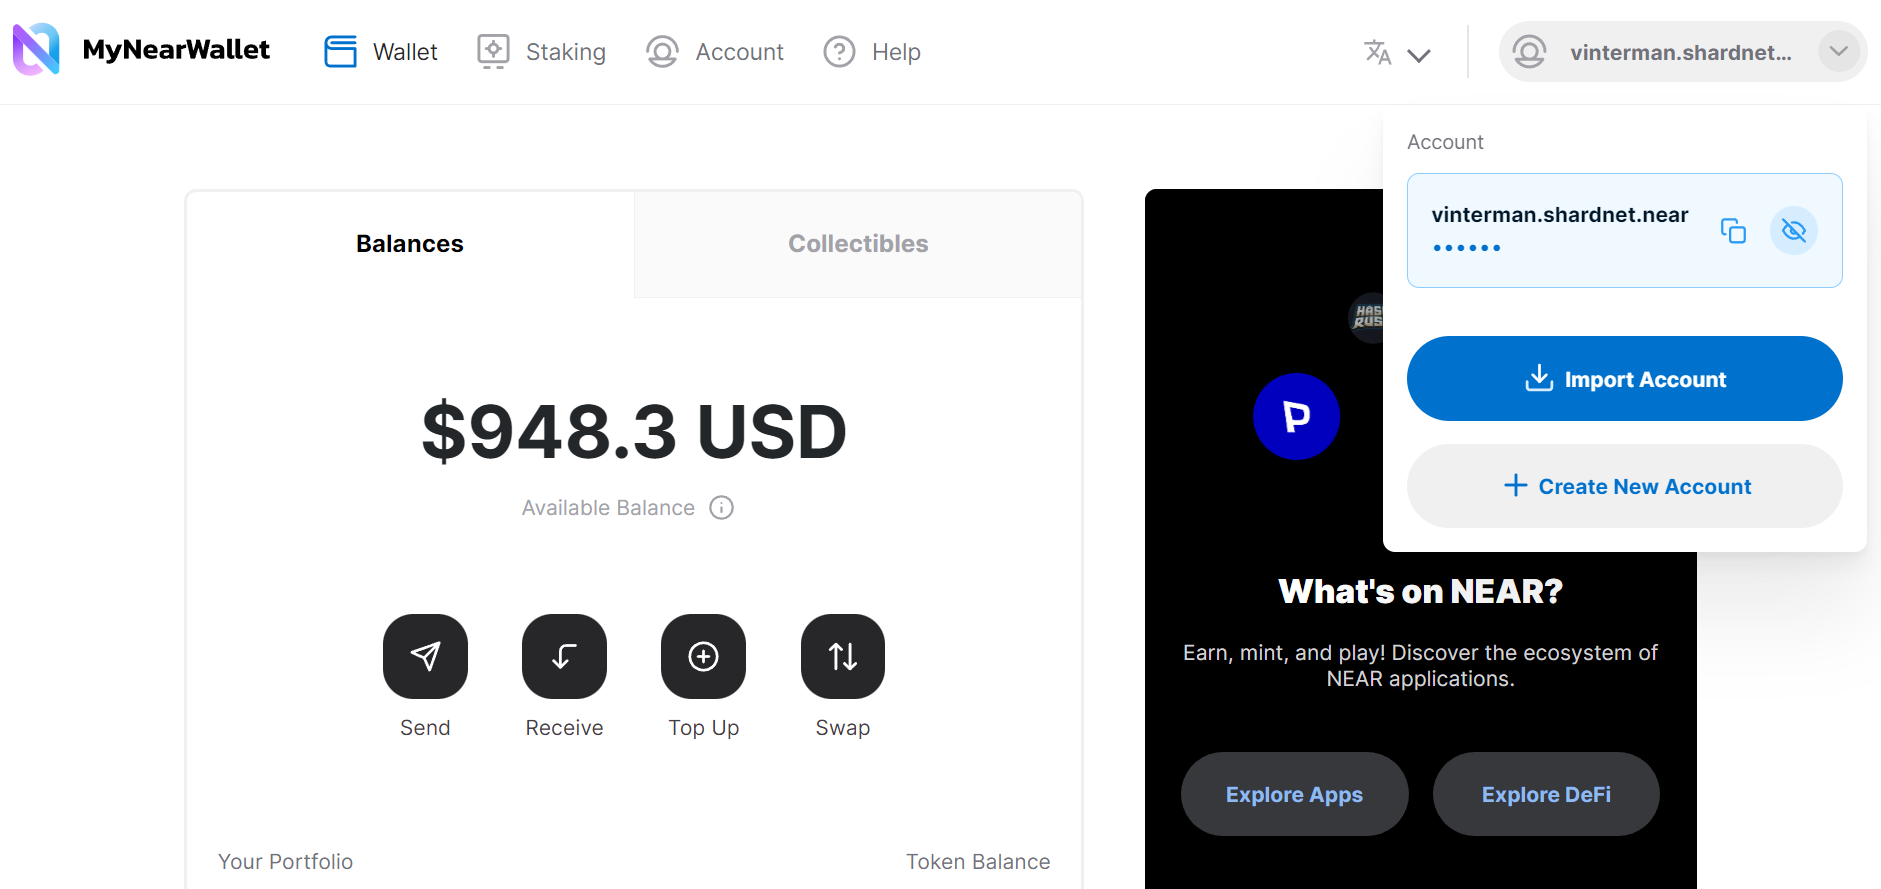 MyNearWallet
Wallet
Staking
Account
Help
vinterman.shardnet...
Account
vinterman.shardnet.near
••••••
Import Account
Create New Account
Balances
Collectibles
$948.3 USD
Available Balance
Send
Receive
Top Up
Swap
Your Portfolio
Token Balance
What's on NEAR?
Earn, mint, and play! Discover the ecosystem of
NEAR applications.
Explore Apps
Explore DeFi